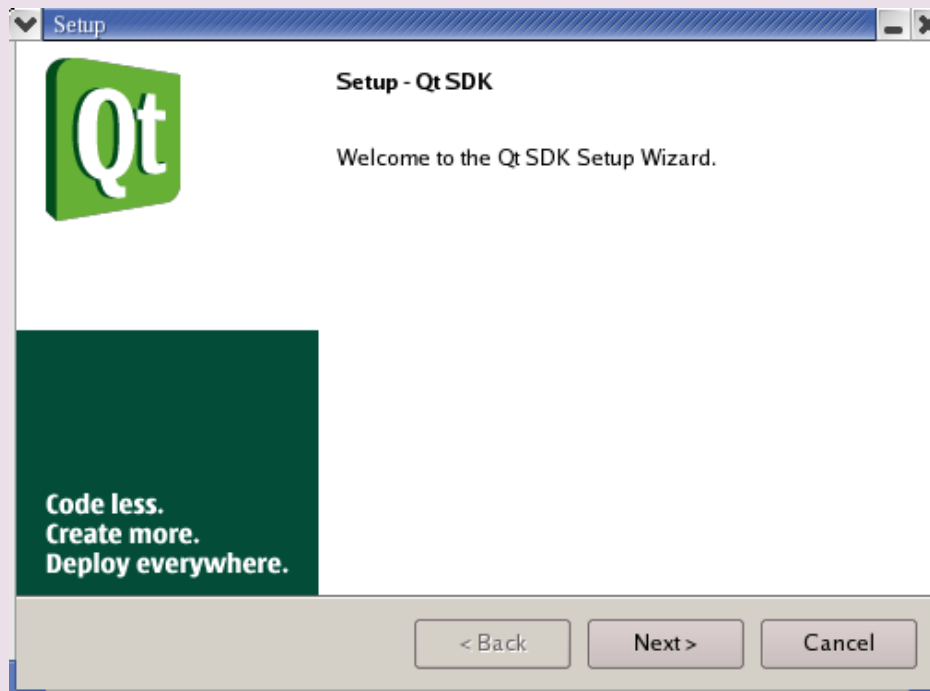 Setup
Qt
Setup - Qt SDK
Welcome to the Qt SDK Setup Wizard.
Code less.
Create more.
Deploy everywhere.
< Back
Next >
Cancel